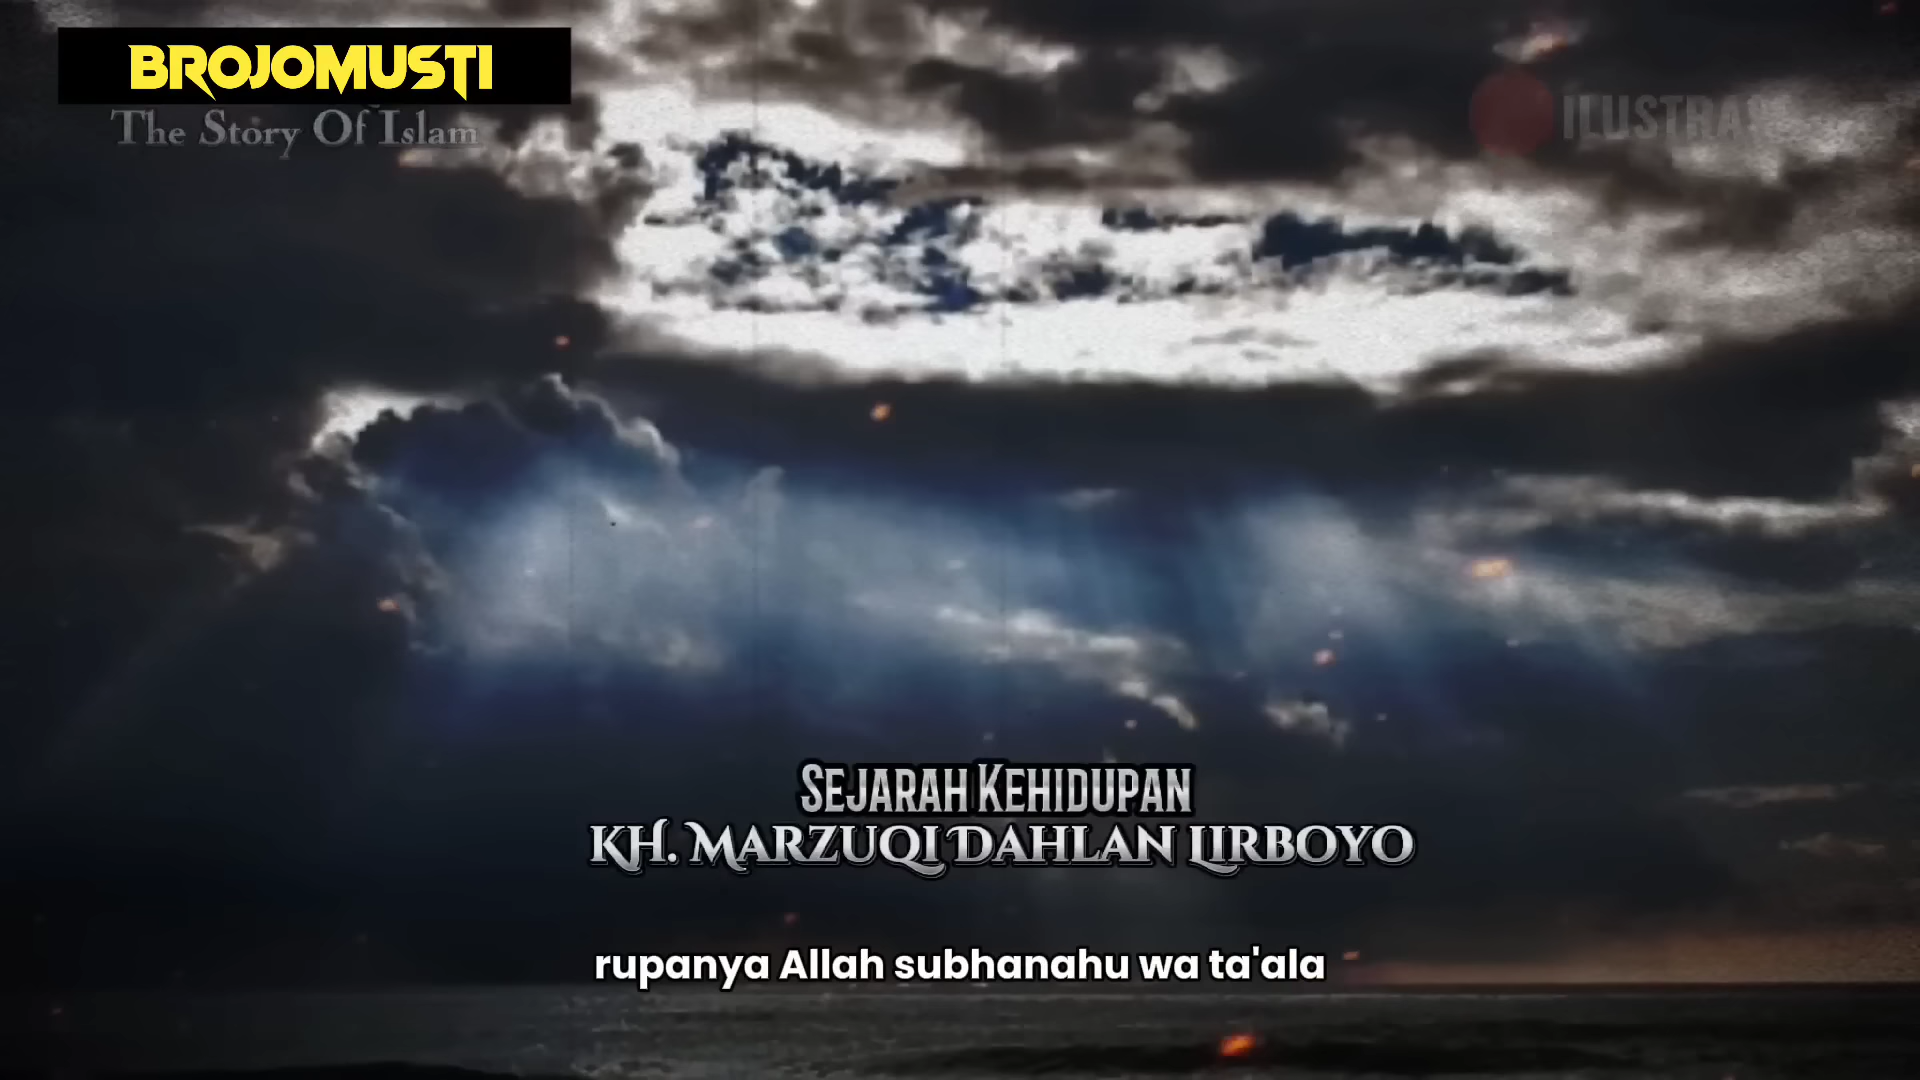 BROJOMUSTI
The Story Of Islam
ILUSTRASI
SEJARAH KEHIDUPAN
KH. MARZUQI DAHLAN LIRBOYO
rupanya Allah subhanahu wa ta'ala